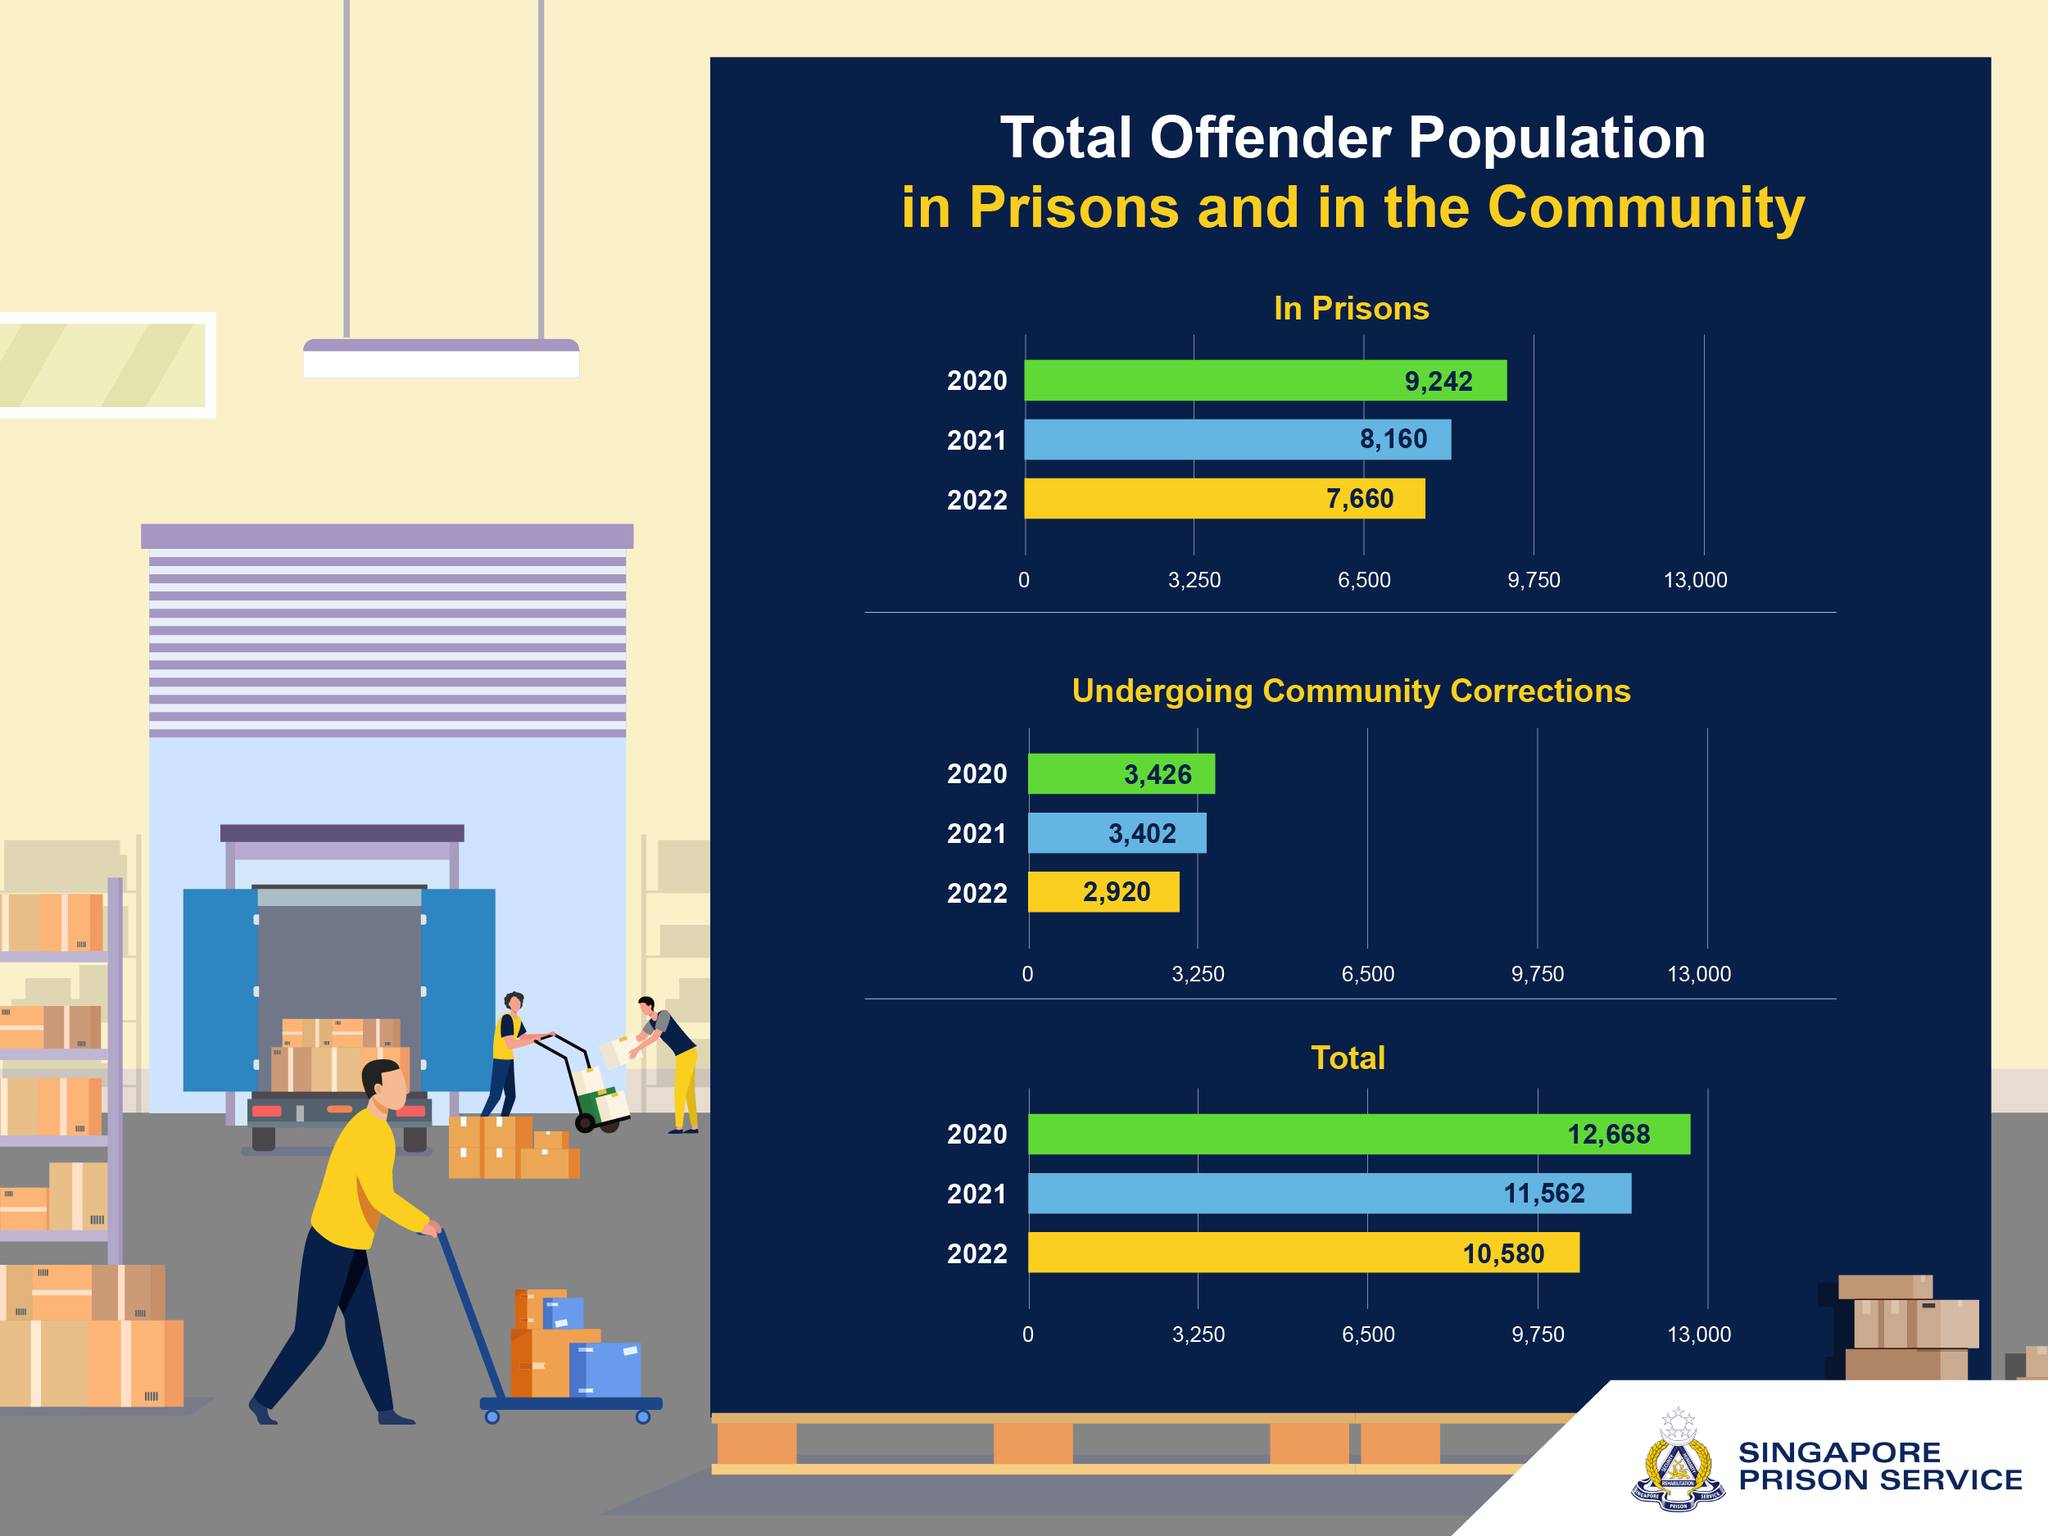 Total Offender Population
in Prisons and in the Community
In Prisons
2020 9,242
2021 8,160
2022 7,660
0 3,250 6,500 9,750 13,000
Undergoing Community Corrections
2020 3,426
2021 3,402
2022 2,920
0 3,250 6,500 9,750 13,000
Total
2020 12,668
2021 11,562
2022 10,580
0 3,250 6,500 9,750 13,000
SINGAPORE
PRISON SERVICE
SINGAPORE PRISON SERVICE